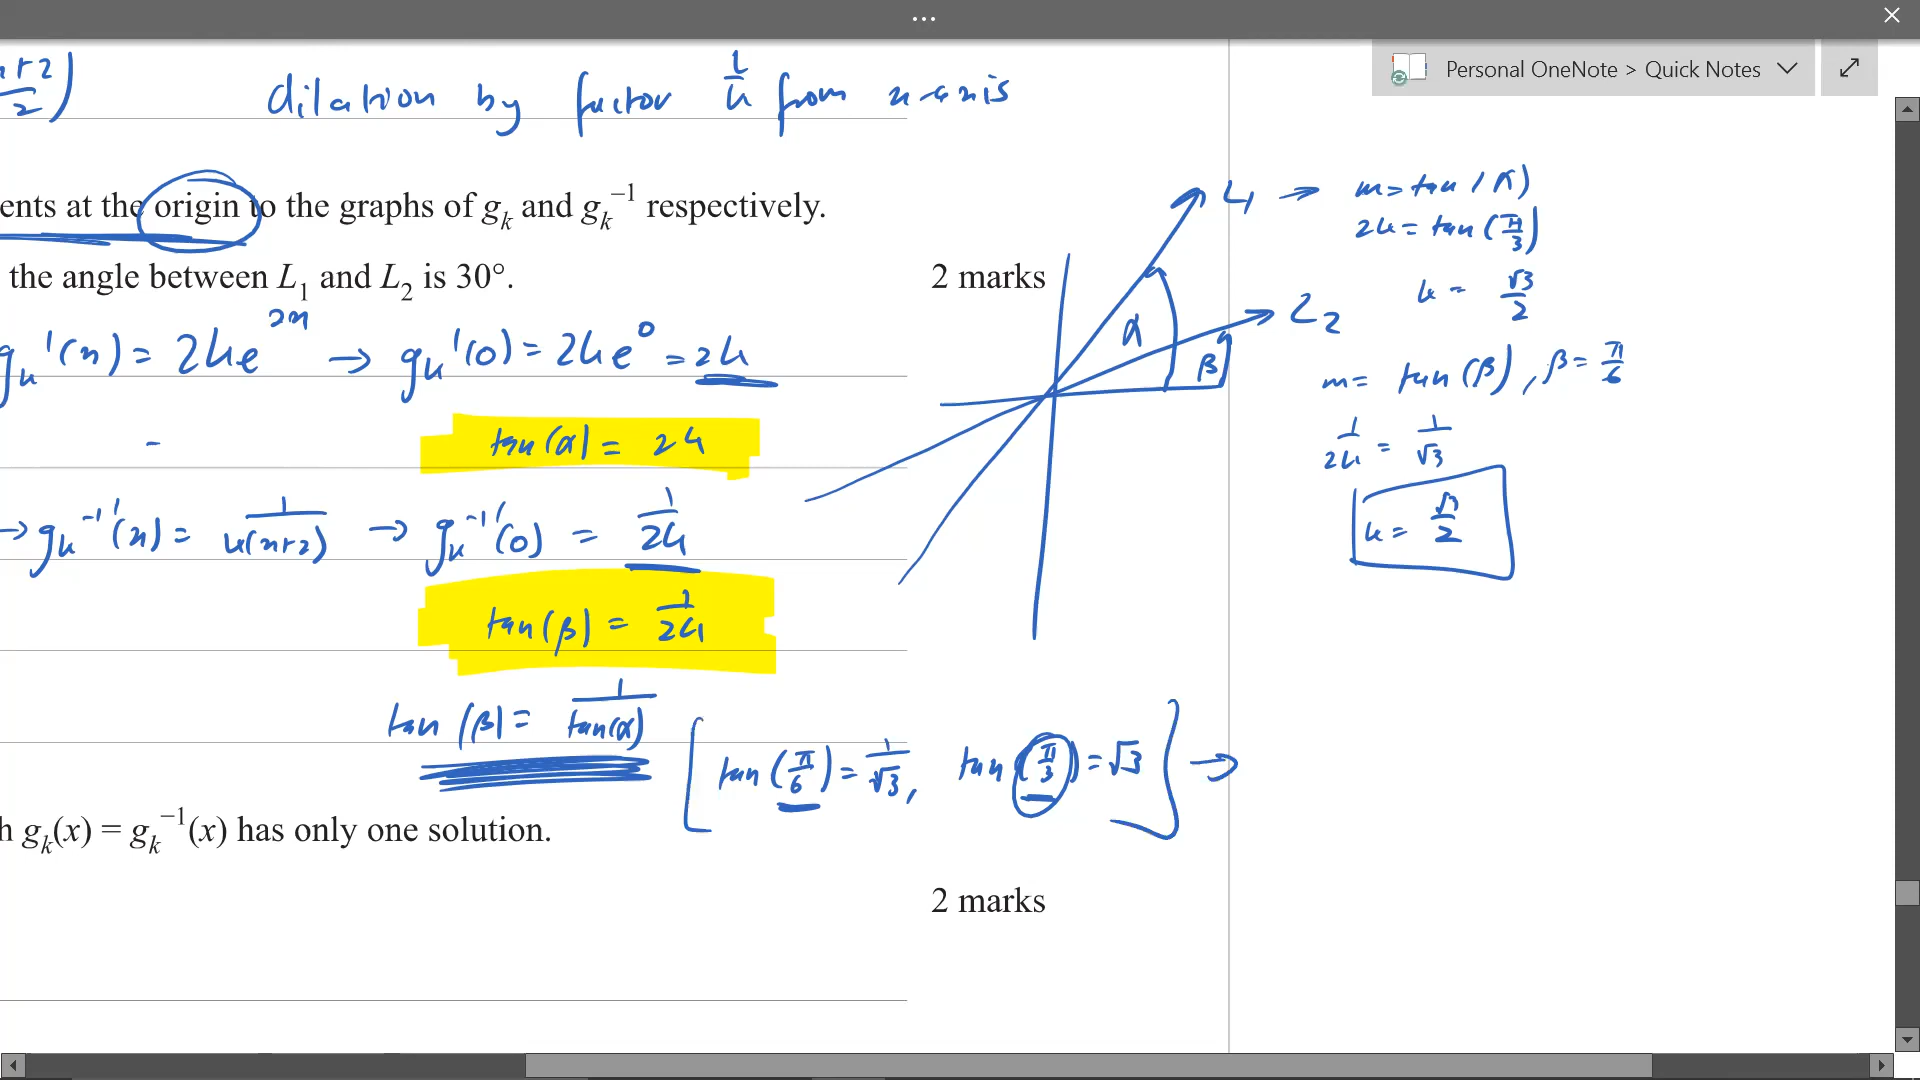 Personal OneNote > Quick Notes
dilation by factor 1/k from x-axis
ents at the origin to the graphs of gₖ and gₖ⁻¹ respectively.
the angle between L₁ and L₂ is 30°.
2 marks
gₖ'(x) = 2ke²ˣ → gₖ'(0) = 2ke⁰ = 2k
tan(α) = 2k
→ gₖ⁻¹'(x) = 1/(k(x+2)) → gₖ⁻¹'(0) = 1/2k
tan(β) = 1/2k
tan(β) = 1/tan(α)
[tan(π/6) = 1/√3, tan(π/3) = √3] →
L₁ → m = tan(α)
2k = tan(π/3)
k = √3/2
L₂
α
β
m = tan(β), β = π/6
1/2k = 1/√3
k = √3/2
h gₖ(x) = gₖ⁻¹(x) has only one solution.
2 marks